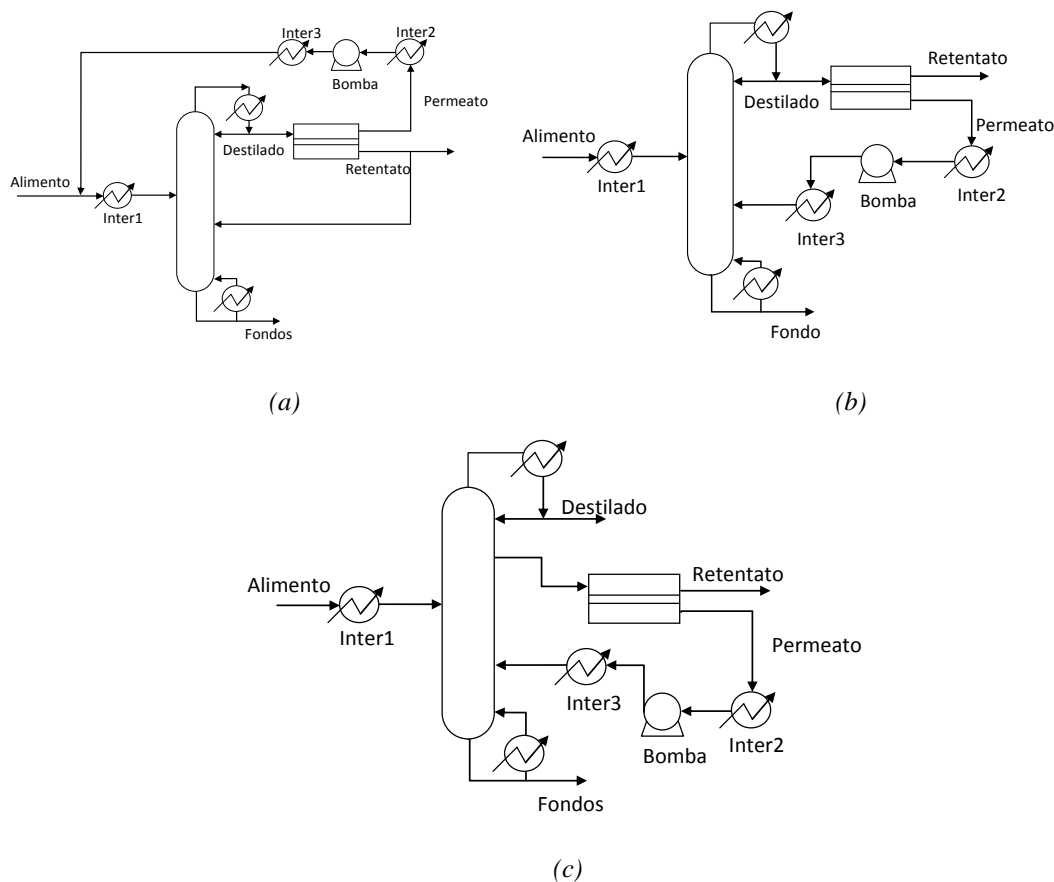 Inter3
Inter2
Bomba
Permeato
Destilado
Retentato
Alimento
Inter1
Fondos
(a)
Retentato
Destilado
Permeato
Alimento
Inter1
Bomba
Inter2
Inter3
Fondo
(b)
Destilado
Alimento
Retentato
Inter1
Permeato
Inter3
Bomba
Inter2
Fondos
(c)